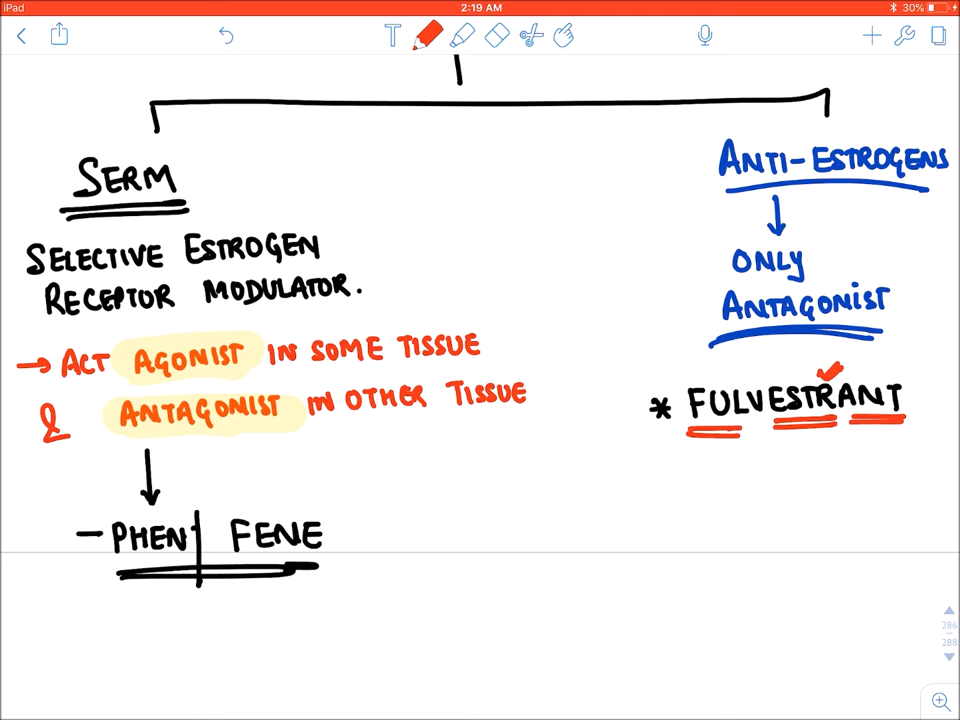 iPad
2:19 AM
30%
T
SERM
SELECTIVE ESTROGEN
RECEPTOR MODULATOR.
→ ACT AGONIST IN SOME TISSUE
& ANTAGONIST IN OTHER TISSUE
- PHEN | FENE
ANTI-ESTROGENS
ONLY
ANTAGONIST
* FULVESTRANT
286
288